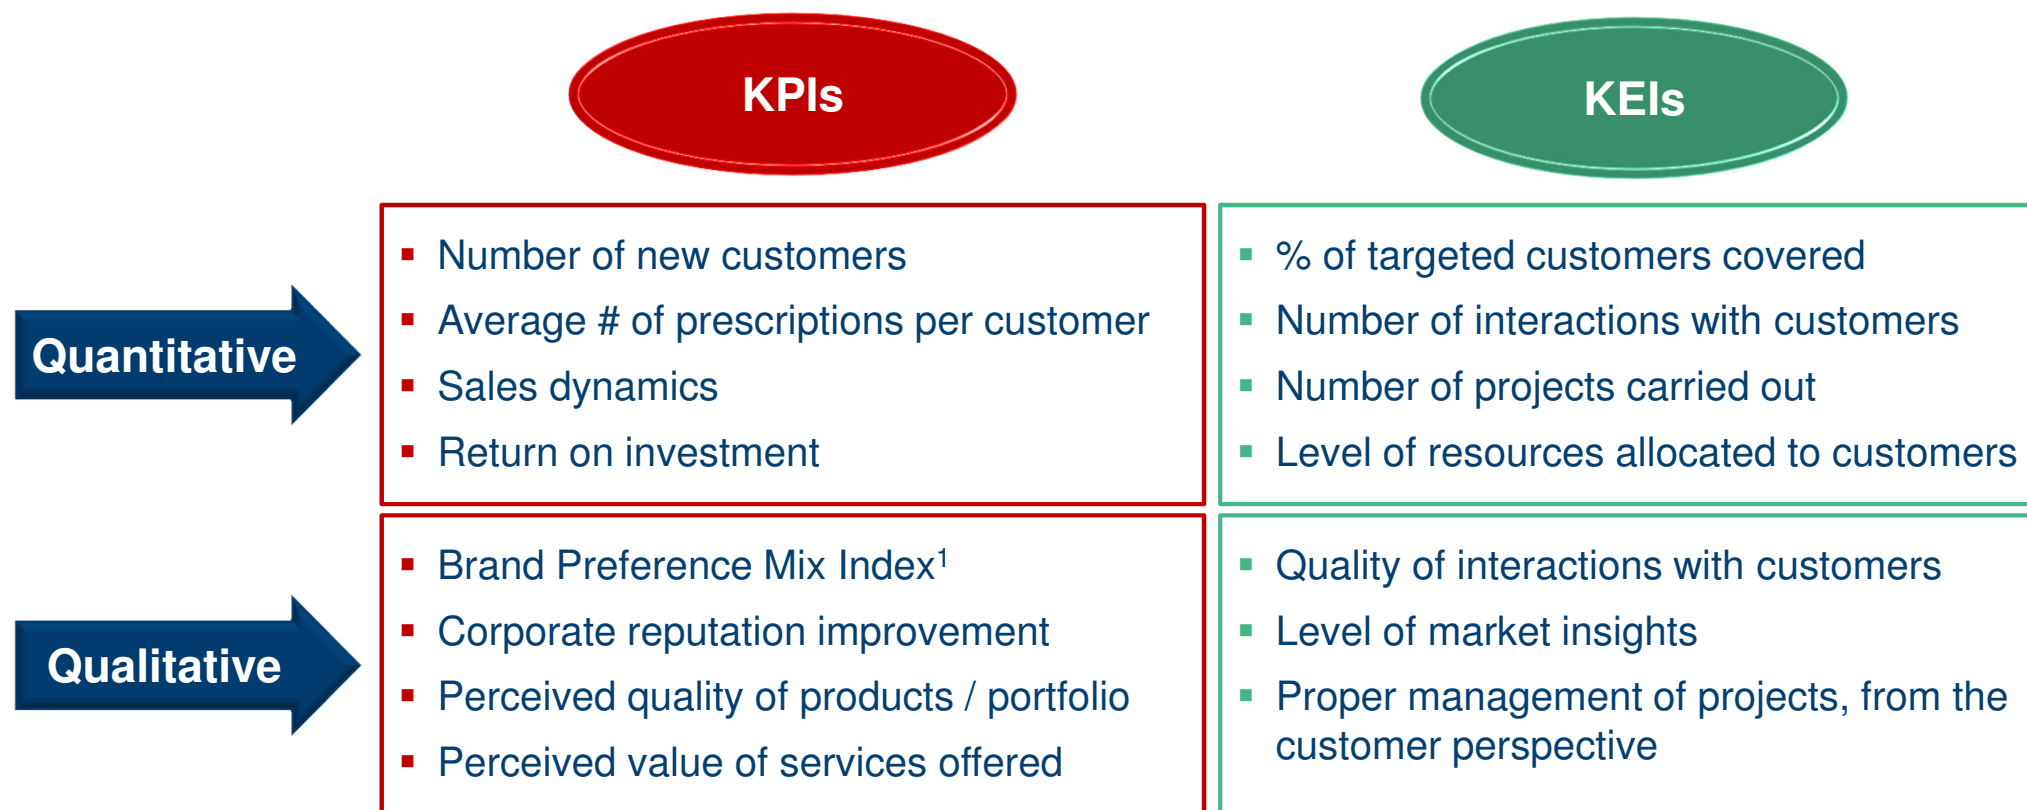 KPIs
KEIs
Quantitative
▪ Number of new customers
▪ Average # of prescriptions per customer
▪ Sales dynamics
▪ Return on investment
▪ % of targeted customers covered
▪ Number of interactions with customers
▪ Number of projects carried out
▪ Level of resources allocated to customers
Qualitative
▪ Brand Preference Mix Index¹
▪ Corporate reputation improvement
▪ Perceived quality of products / portfolio
▪ Perceived value of services offered
▪ Quality of interactions with customers
▪ Level of market insights
▪ Proper management of projects, from the
customer perspective